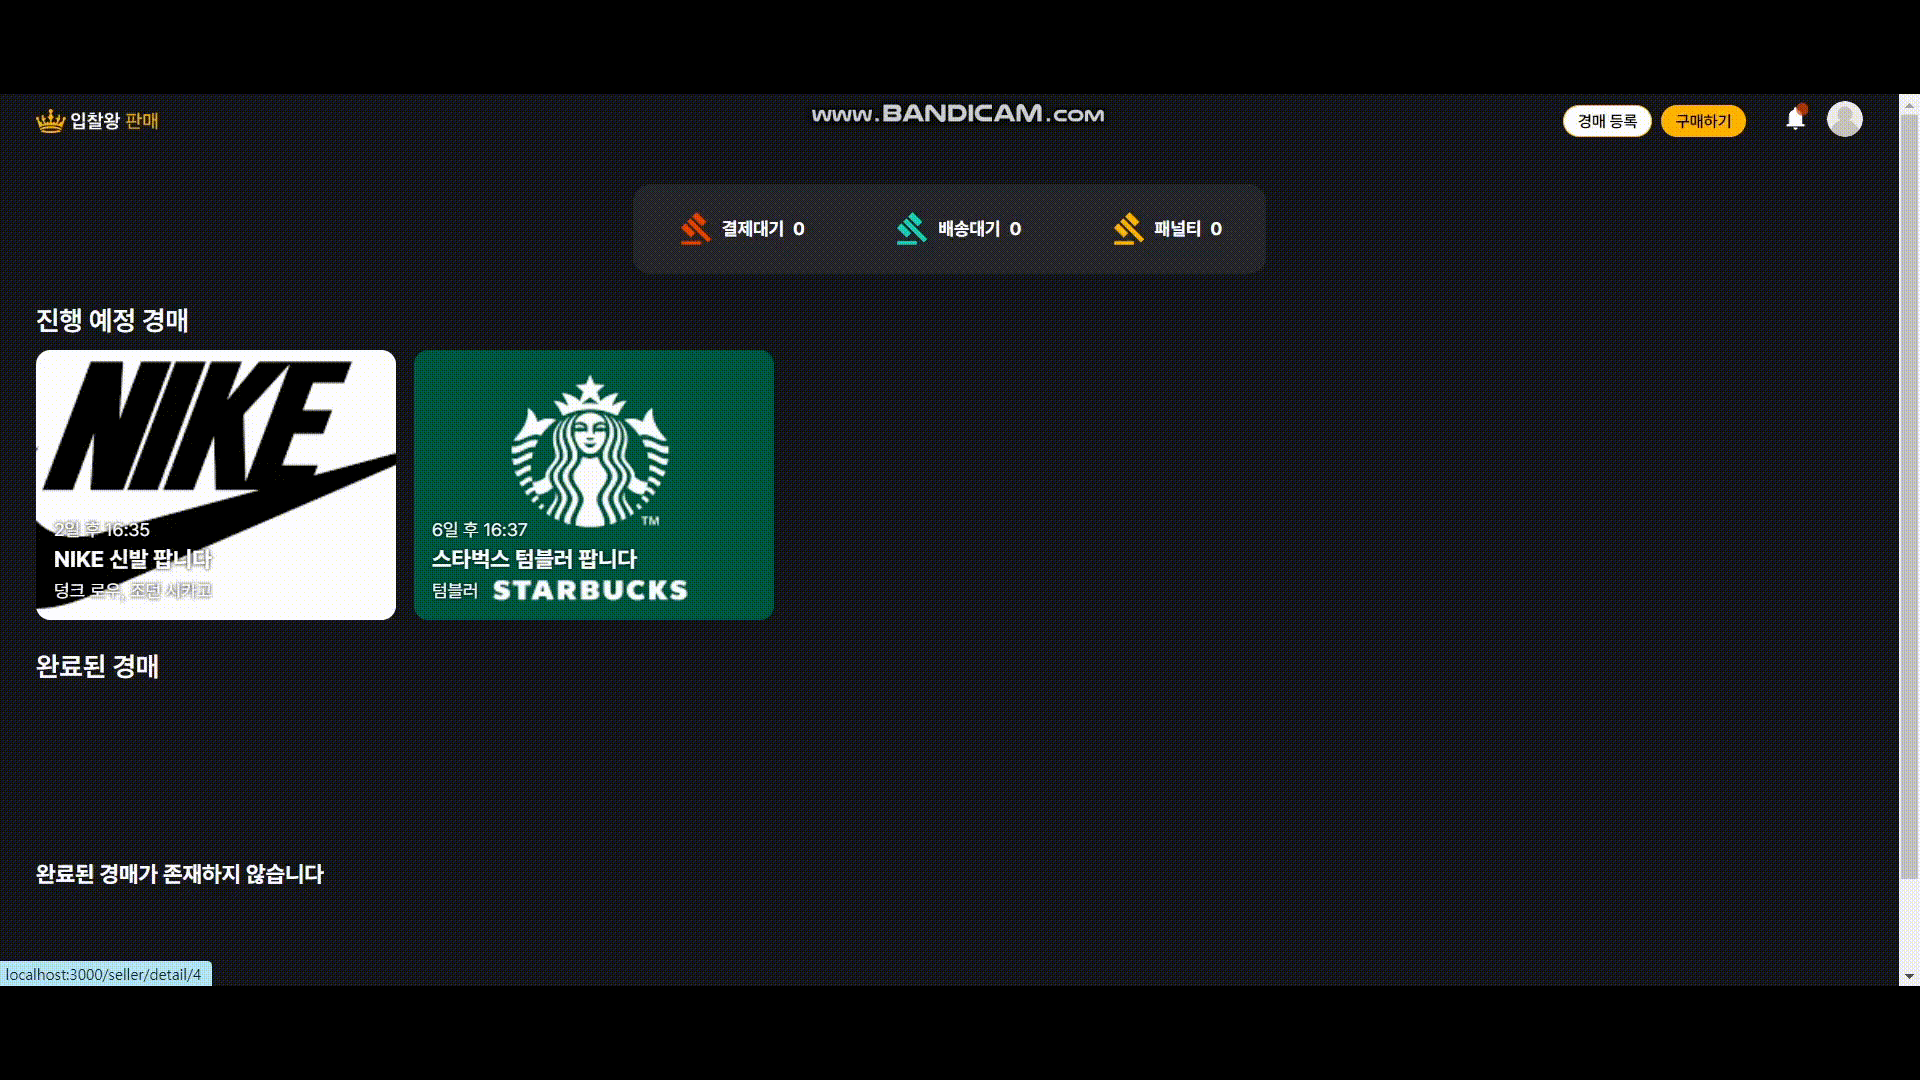 입찰왕 판매
www.BANDICAM.com
경매 등록
구매하기
결제대기 0
배송대기 0
패널티 0
진행 예정 경매
NIKE
2일 후 16:35
NIKE 신발 팝니다
덩크 로우, 조던 시카고
TM
6일 후 16:37
스타벅스 텀블러 팝니다
텀블러
STARBUCKS
완료된 경매
완료된 경매가 존재하지 않습니다
localhost:3000/seller/detail/4